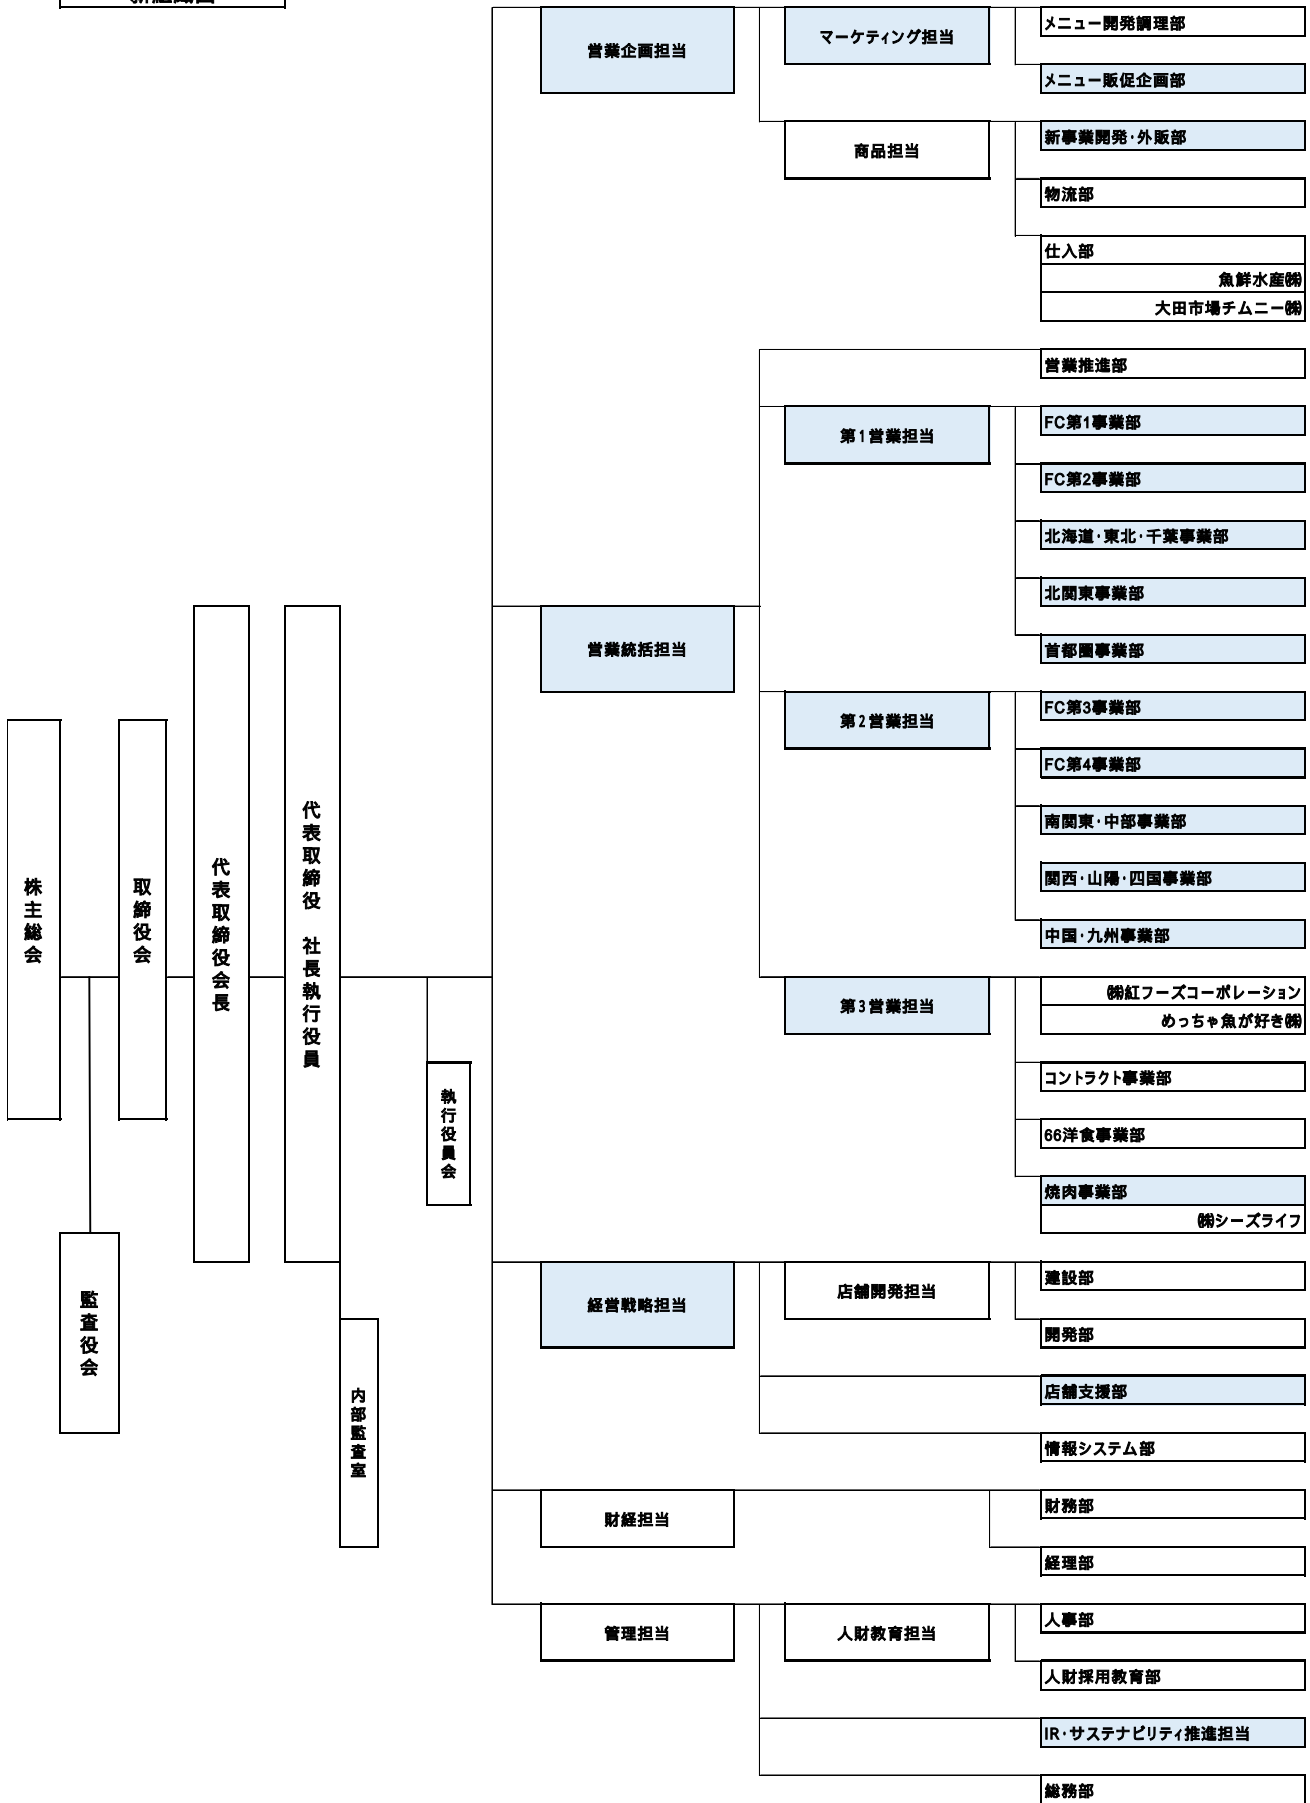 営業企画担当
マーケティング担当
メニュー開発調理部
メニュー販促企画部
商品担当
新事業開発・外販部
物流部
仕入部
魚鮮水産㈱
大田市場チムニー㈱
営業統括担当
営業推進部
第1営業担当
FC第1事業部
FC第2事業部
北海道・東北・千葉事業部
北関東事業部
首都圏事業部
第2営業担当
FC第3事業部
FC第4事業部
南関東・中部事業部
関西・山陽・四国事業部
中国・九州事業部
第3営業担当
㈱紅フーズコーポレーション
めっちゃ魚が好き㈱
コントラクト事業部
66洋食事業部
焼肉事業部
㈱シーズライフ
株主総会
取締役会
代表取締役会長
代表取締役 社長執行役員
執行役員会
監査役会
内部監査室
経営戦略担当
店舗開発担当
建設部
開発部
店舗支援部
情報システム部
財経担当
財務部
経理部
管理担当
人財教育担当
人事部
人財採用教育部
IR・サステナビリティ推進担当
総務部